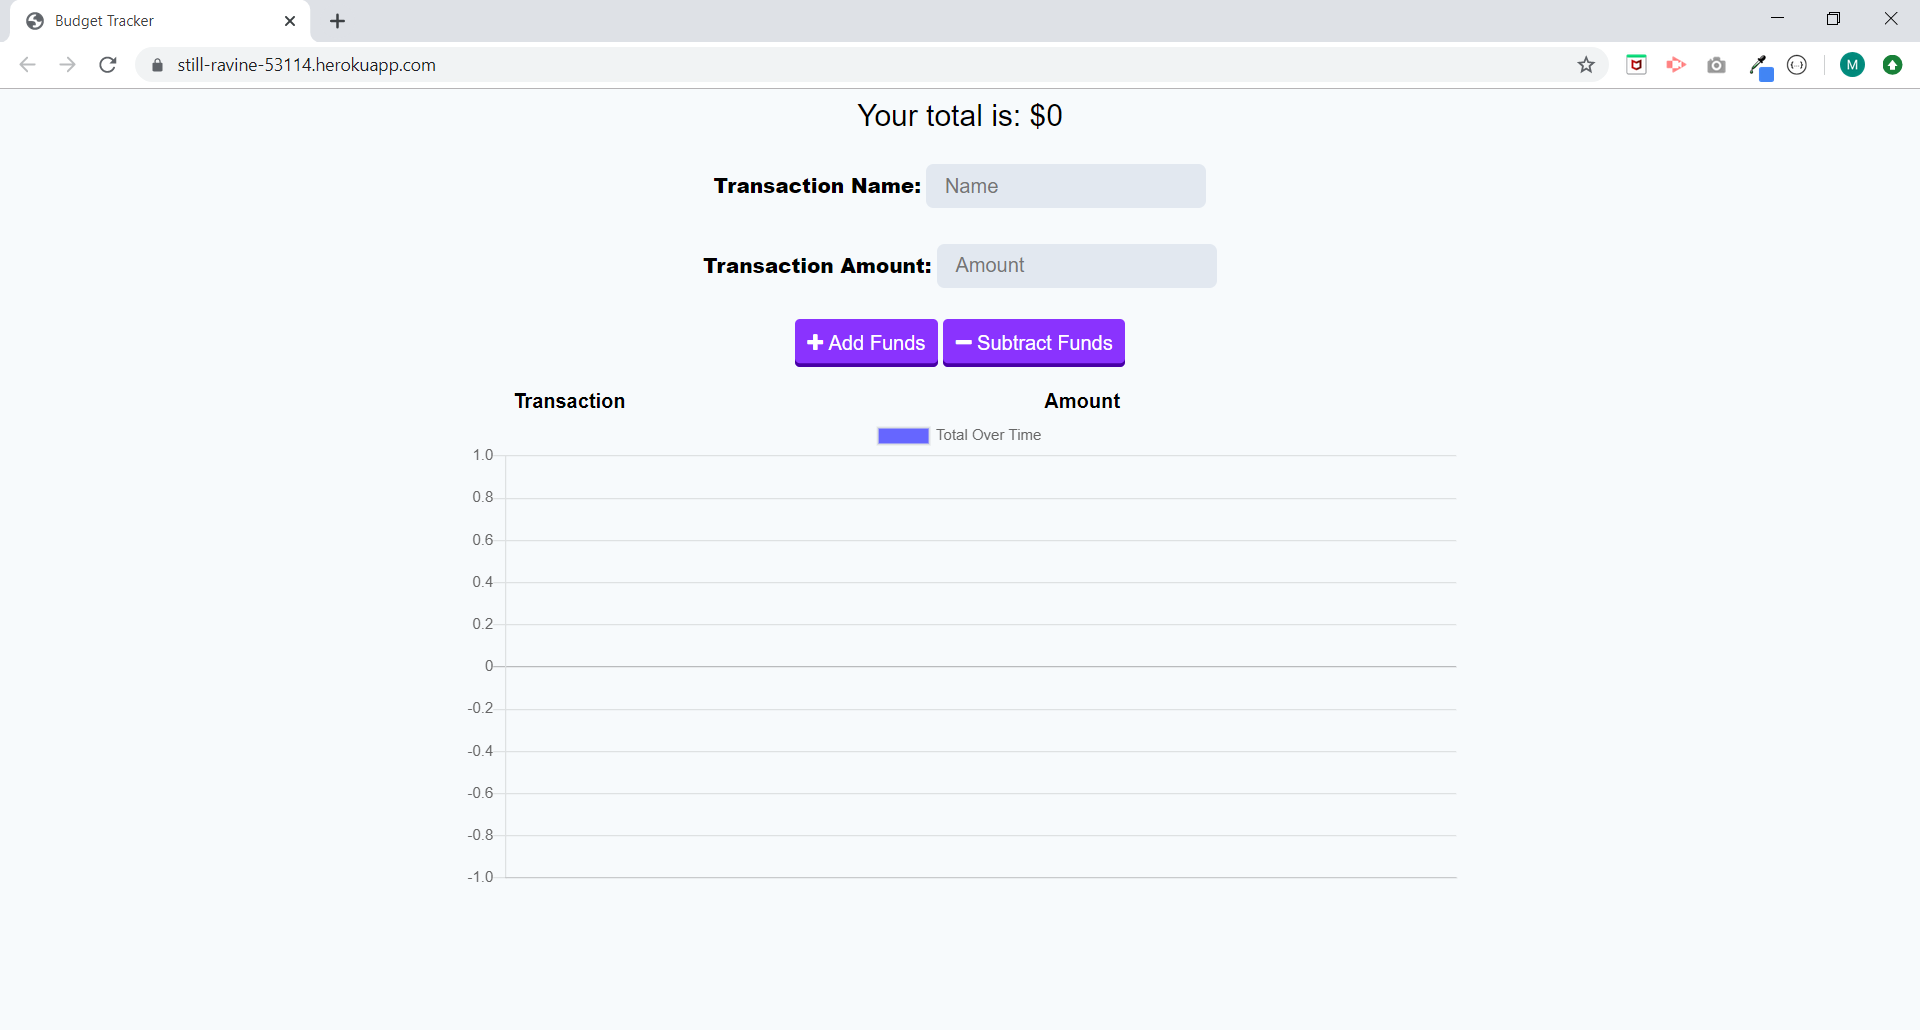 Budget Tracker
still-ravine-53114.herokuapp.com
M
Your total is: $0
Transaction Name: Name
Transaction Amount: Amount
Add Funds Subtract Funds
Transaction Amount
Total Over Time
1.0
0.8
0.6
0.4
0.2
0
-0.2
-0.4
-0.6
-0.8
-1.0